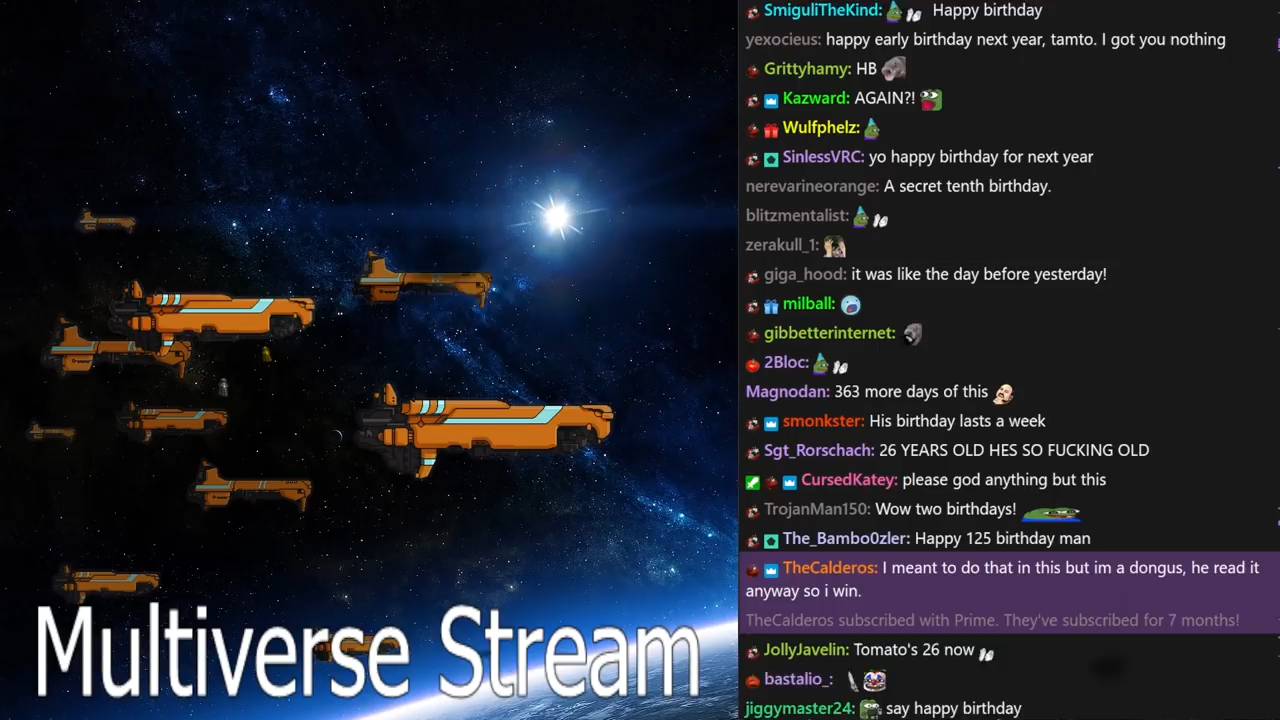 SmiguliTheKind: Happy birthday
yexocieus: happy early birthday next year, tamto. I got you nothing
Grittyhamy: HB
Kazward: AGAIN?!
Wulfphelz:
SinlessVRC: yo happy birthday for next year
nerevarineorange: A secret tenth birthday.
blitzmentalist:
zerakull_1:
giga_hood: it was like the day before yesterday!
milball:
gibbetterinternet:
2Bloc:
Magnodan: 363 more days of this
smonkster: His birthday lasts a week
Sgt_Rorschach: 26 YEARS OLD HES SO FUCKING OLD
CursedKatey: please god anything but this
TrojanMan150: Wow two birthdays!
The_Bambo0zler: Happy 125 birthday man
TheCalderos: I meant to do that in this but im a dongus, he read it
anyway so i win.
TheCalderos subscribed with Prime. They've subscribed for 7 months!
JollyJavelin: Tomato's 26 now
bastalio_:
jiggymaster24: say happy birthday
Multiverse Stream